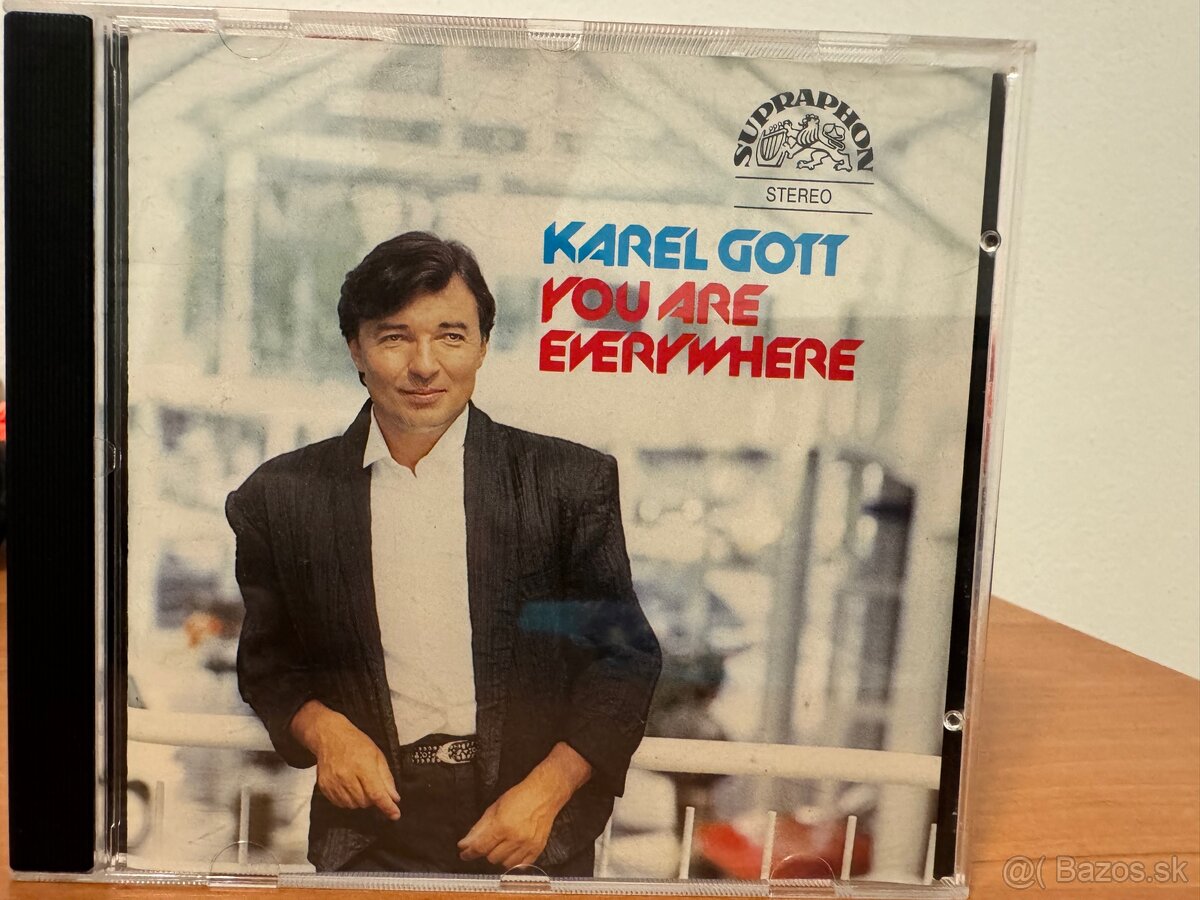 SUPRAPHON
STEREO
KAREL GOTT
YOU ARE
EVERYWHERE
@( Bazos.sk